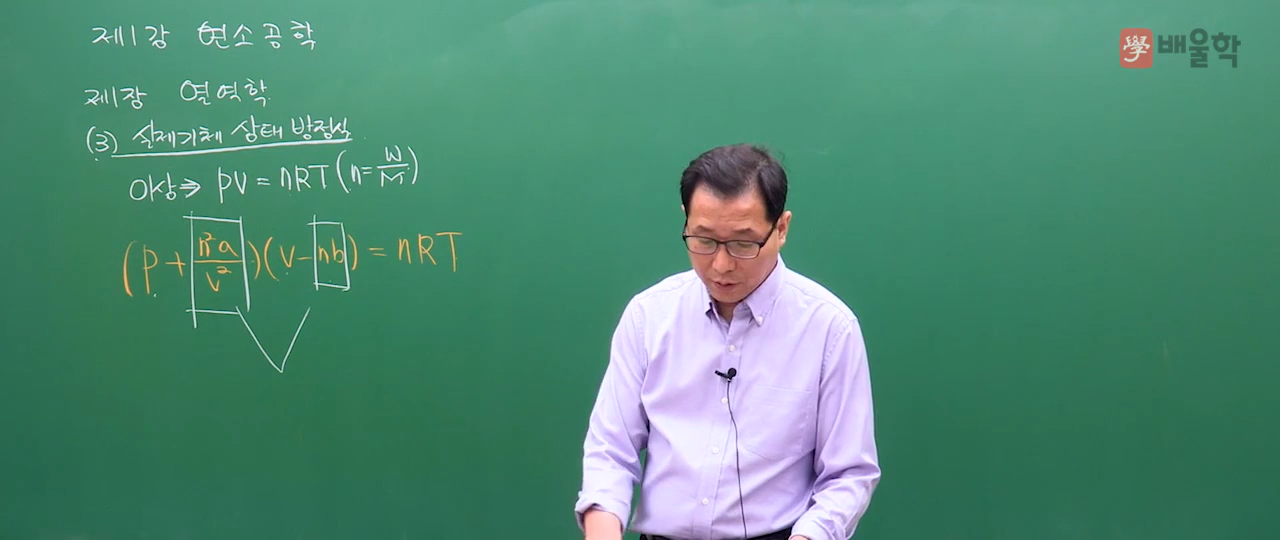 제1강 연소공학
제1장 열역학
(3) 실제기체 상태방정식
이상⇒ PV = nRT (n = W/M)
(P + n²a/V²)(V - nb) = nRT
學 배울학